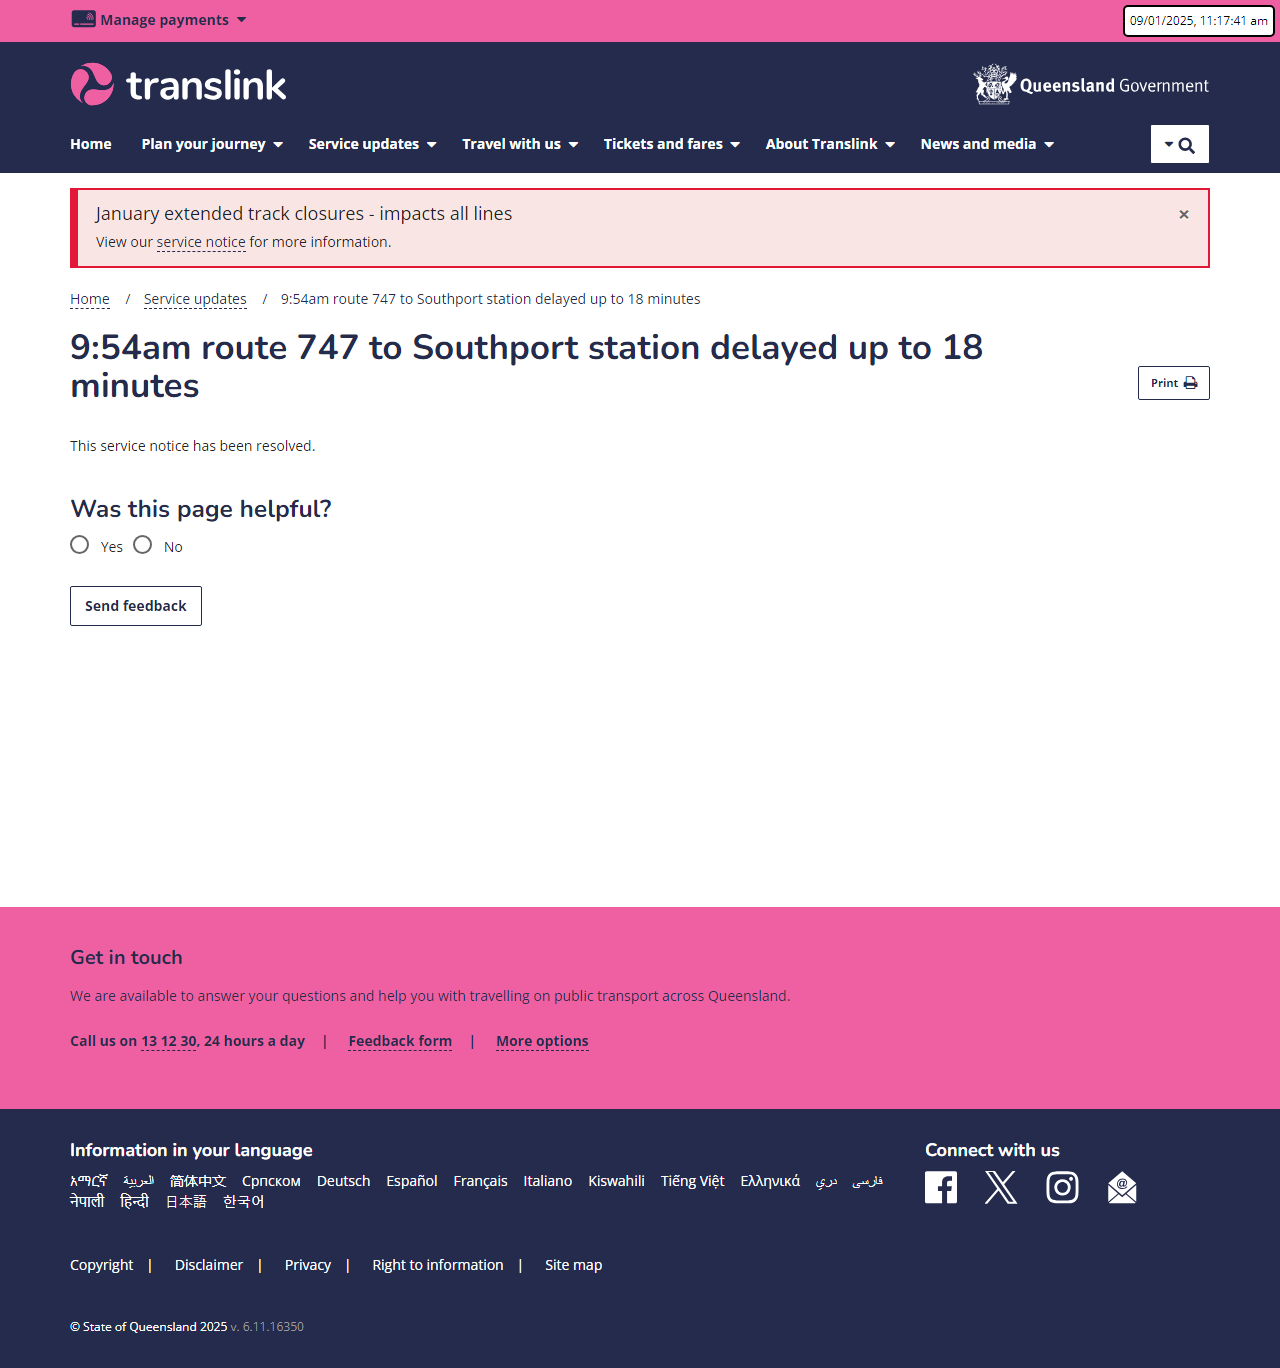 Manage payments
09/01/2025, 11:17:41 am
translink
Queensland Government
Home Plan your journey Service updates Travel with us Tickets and fares About Translink News and media
January extended track closures - impacts all lines
×
View our service notice for more information.
Home / Service updates / 9:54am route 747 to Southport station delayed up to 18 minutes
9:54am route 747 to Southport station delayed up to 18
minutes
Print
This service notice has been resolved.
Was this page helpful?
Yes No
Send feedback
Get in touch
We are available to answer your questions and help you with travelling on public transport across Queensland.
Call us on 13 12 30, 24 hours a day | Feedback form | More options
Information in your language
አማርኛ العربية 简体中文 Српском Deutsch Español Français Italiano Kiswahili Tiếng Việt Ελληνικά دري فارسی
नेपाली हिन्दी 日本語 한국어
Connect with us
Copyright | Disclaimer | Privacy | Right to information | Site map
© State of Queensland 2025 v. 6.11.16350